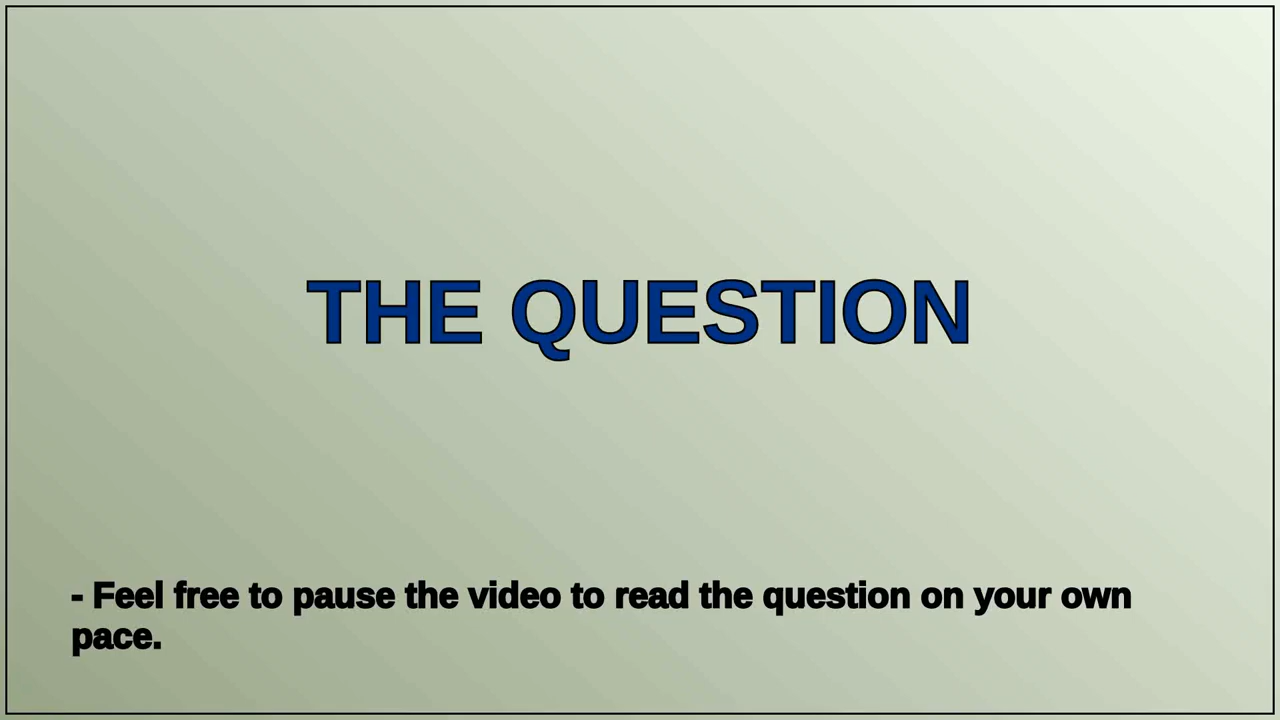 THE QUESTION
- Feel free to pause the video to read the question on your own
pace.